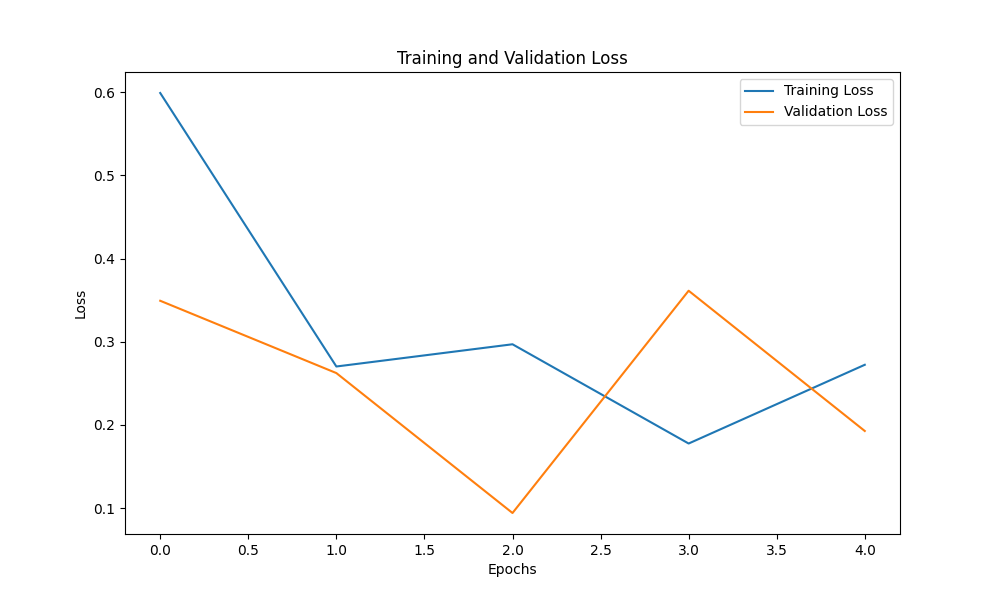 Training and Validation Loss
Training Loss
Validation Loss
0.6
0.5
0.4
0.3
0.2
0.1
Loss
0.0 0.5 1.0 1.5 2.0 2.5 3.0 3.5 4.0
Epochs